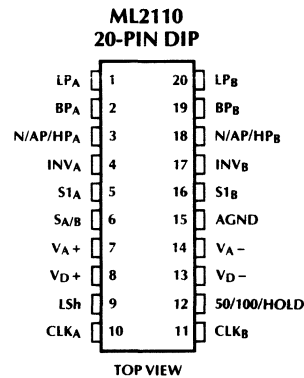 ML2110
20-PIN DIP
LPA 1 20 LPB
BPA 2 19 BPB
N/AP/HPA 3 18 N/AP/HPB
INVA 4 17 INVB
S1A 5 16 S1B
SA/B 6 15 AGND
VA+ 7 14 VA−
VD+ 8 13 VD−
LSh 9 12 50/100/HOLD
CLKA 10 11 CLKB
TOP VIEW